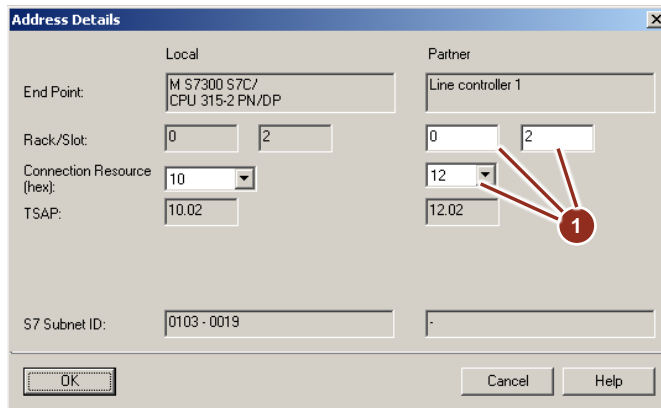 Address Details
Local Partner
End Point: M S7300 S7C/ Line controller 1
CPU 315-2 PN/DP
Rack/Slot: 0 2 0 2
Connection Resource
(hex): 10 12
TSAP: 10.02 12.02
1
S7 Subnet ID: 0103 - 0019 -
OK Cancel Help